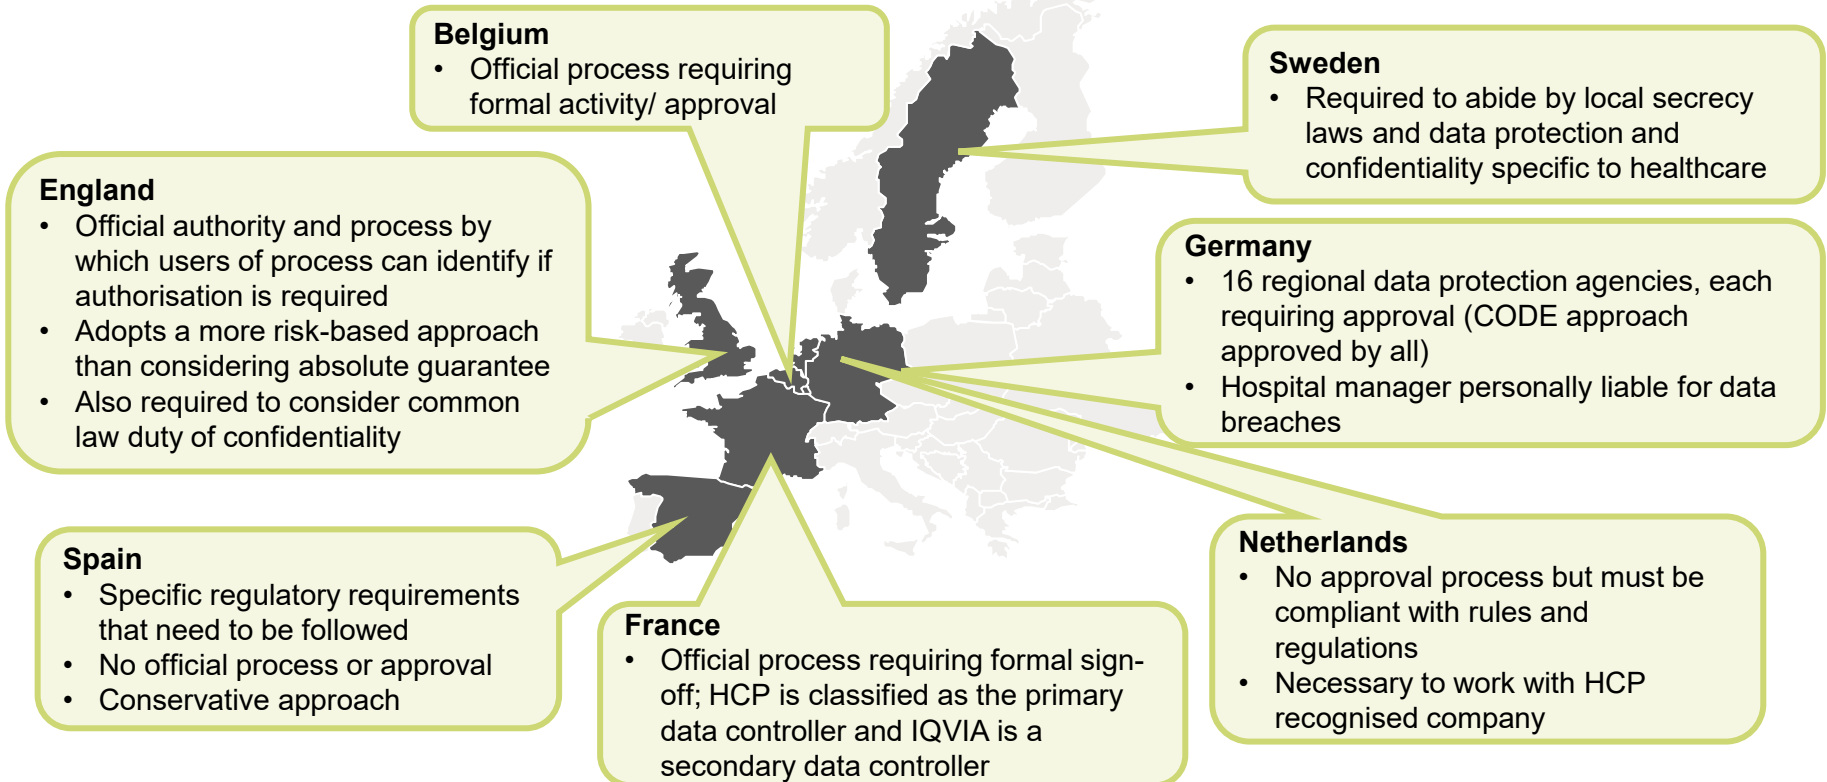 Belgium
• Official process requiring
formal activity/ approval
Sweden
• Required to abide by local secrecy
laws and data protection and
confidentiality specific to healthcare
England
• Official authority and process by
which users of process can identify if
authorisation is required
• Adopts a more risk-based approach
than considering absolute guarantee
• Also required to consider common
law duty of confidentiality
Germany
• 16 regional data protection agencies, each
requiring approval (CODE approach
approved by all)
• Hospital manager personally liable for data
breaches
Spain
• Specific regulatory requirements
that need to be followed
• No official process or approval
• Conservative approach
France
• Official process requiring formal sign-
off; HCP is classified as the primary
data controller and IQVIA is a
secondary data controller
Netherlands
• No approval process but must be
compliant with rules and
regulations
• Necessary to work with HCP
recognised company